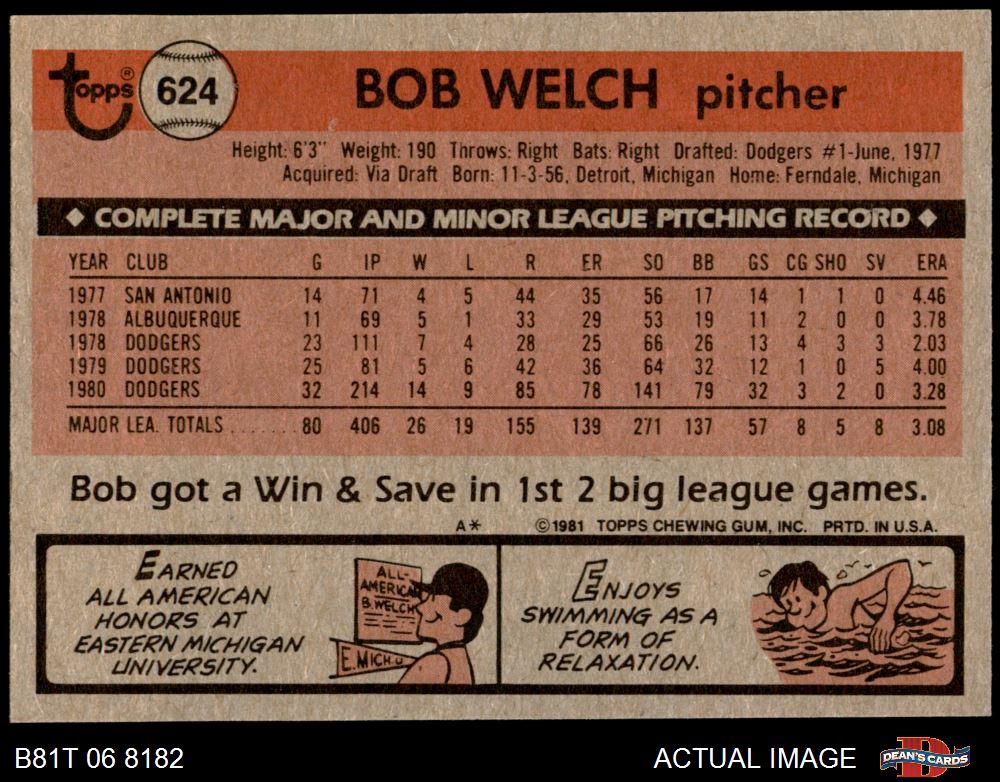 Topps® 624 BOB WELCH pitcher
Height: 6'3" Weight: 190 Throws: Right Bats: Right Drafted: Dodgers #1-June, 1977
Acquired: Via Draft Born: 11-3-56, Detroit, Michigan Home: Ferndale, Michigan
◆ COMPLETE MAJOR AND MINOR LEAGUE PITCHING RECORD ◆
YEAR CLUB G IP W L R ER SO BB GS CG SHO SV ERA
1977 SAN ANTONIO 14 71 4 5 44 35 56 17 14 1 1 0 4.46
1978 ALBUQUERQUE 11 69 5 1 33 29 53 19 11 2 0 0 3.78
1978 DODGERS 23 111 7 4 28 25 66 26 13 4 3 3 2.03
1979 DODGERS 25 81 5 6 42 36 64 32 12 1 0 5 4.00
1980 DODGERS 32 214 14 9 85 78 141 79 32 3 2 0 3.28
MAJOR LEA. TOTALS ....... 80 406 26 19 155 139 271 137 57 8 5 8 3.08
Bob got a Win & Save in 1st 2 big league games.
A* ©1981 TOPPS CHEWING GUM, INC. PRTD. IN U.S.A.
EARNED
ALL AMERICAN
HONORS AT
EASTERN MICHIGAN
UNIVERSITY.
ALL-
AMERICAN
B. WELCH
E. MICH. U.
ENJOYS
SWIMMING AS A
FORM OF
RELAXATION.
B81T 06 8182 ACTUAL IMAGE DEAN'S CARDS